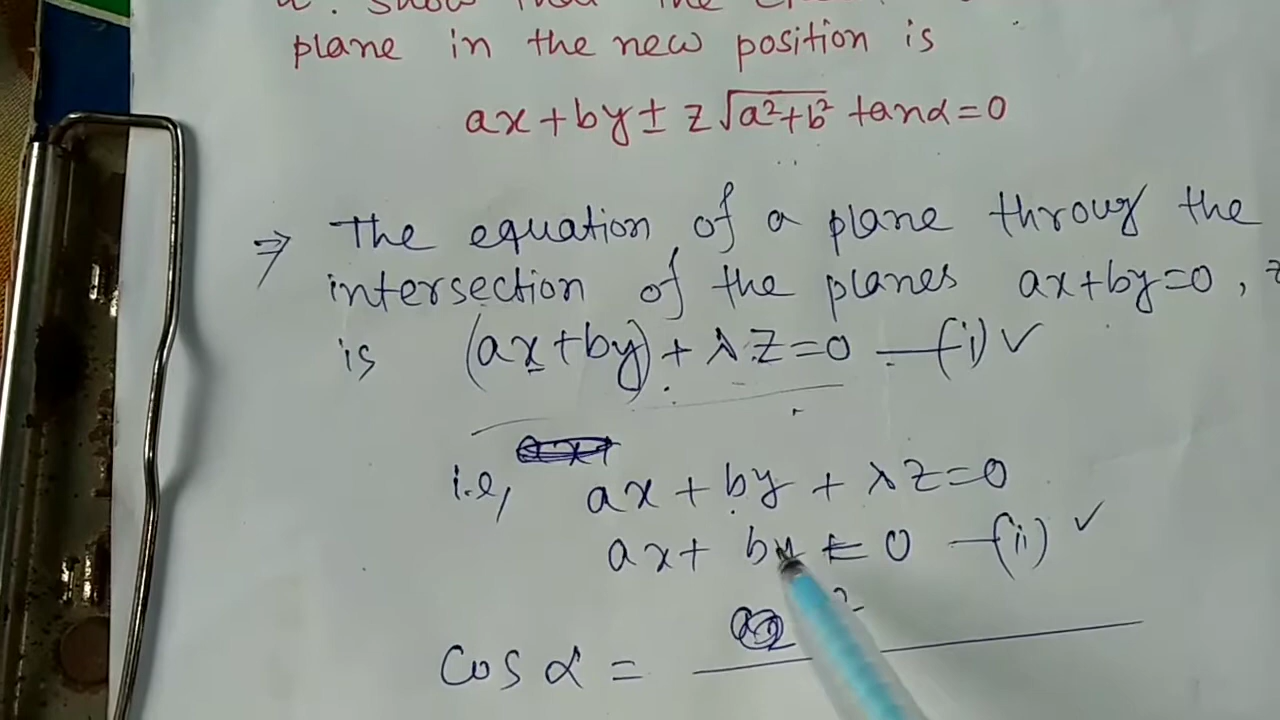 plane in the new position is
ax + by ± z√a²+b² tanα = 0
⇒ The equation of a plane throug the
intersection of the planes ax+by=0,
is (ax+by) + λz=0 —(i) ✓
i.e, ax + by + λz=0
ax + by = 0 —(ii) ✓
cos α =